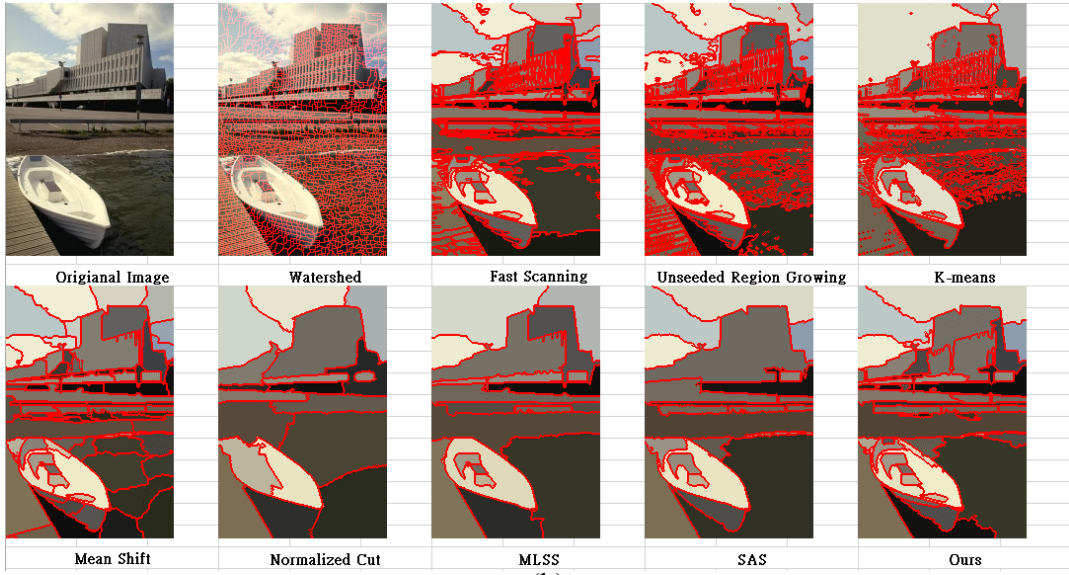 Origianal Image
Watershed
Fast Scanning
Unseeded Region Growing
K-means
Mean Shift
Normalized Cut
MLSS
SAS
Ours